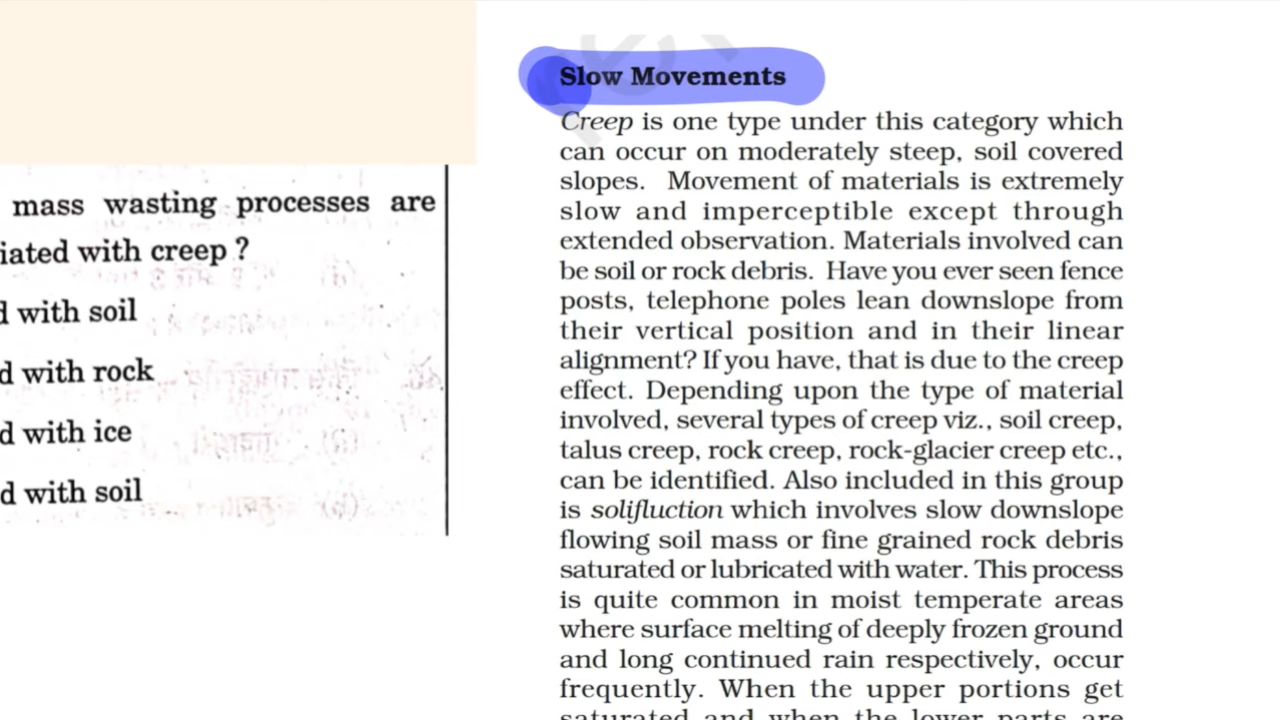 mass wasting processes are
iated with creep ?
d with soil
d with rock
d with ice
d with soil
Slow Movements
Creep is one type under this category which
can occur on moderately steep, soil covered
slopes. Movement of materials is extremely
slow and imperceptible except through
extended observation. Materials involved can
be soil or rock debris. Have you ever seen fence
posts, telephone poles lean downslope from
their vertical position and in their linear
alignment? If you have, that is due to the creep
effect. Depending upon the type of material
involved, several types of creep viz., soil creep,
talus creep, rock creep, rock-glacier creep etc.,
can be identified. Also included in this group
is solifluction which involves slow downslope
flowing soil mass or fine grained rock debris
saturated or lubricated with water. This process
is quite common in moist temperate areas
where surface melting of deeply frozen ground
and long continued rain respectively, occur
frequently. When the upper portions get
saturated and when the lower parts are